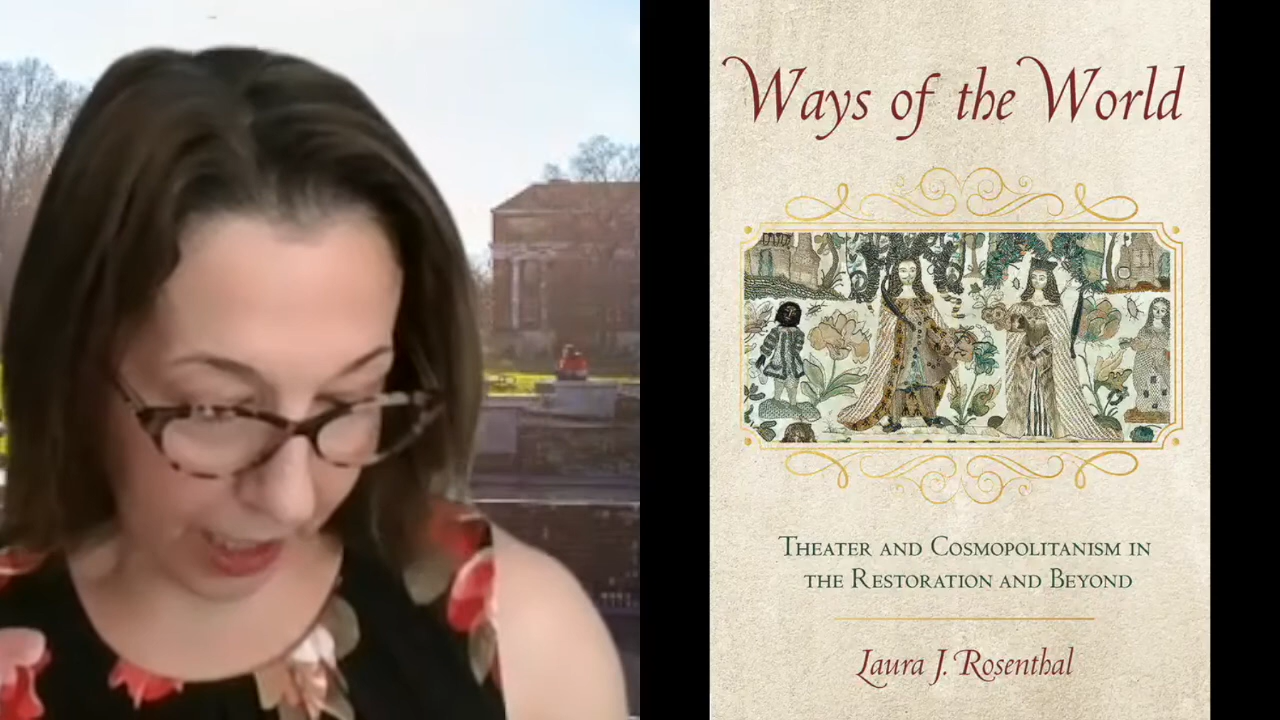 Ways of the World
Theater and Cosmopolitanism in
the Restoration and Beyond
Laura J. Rosenthal